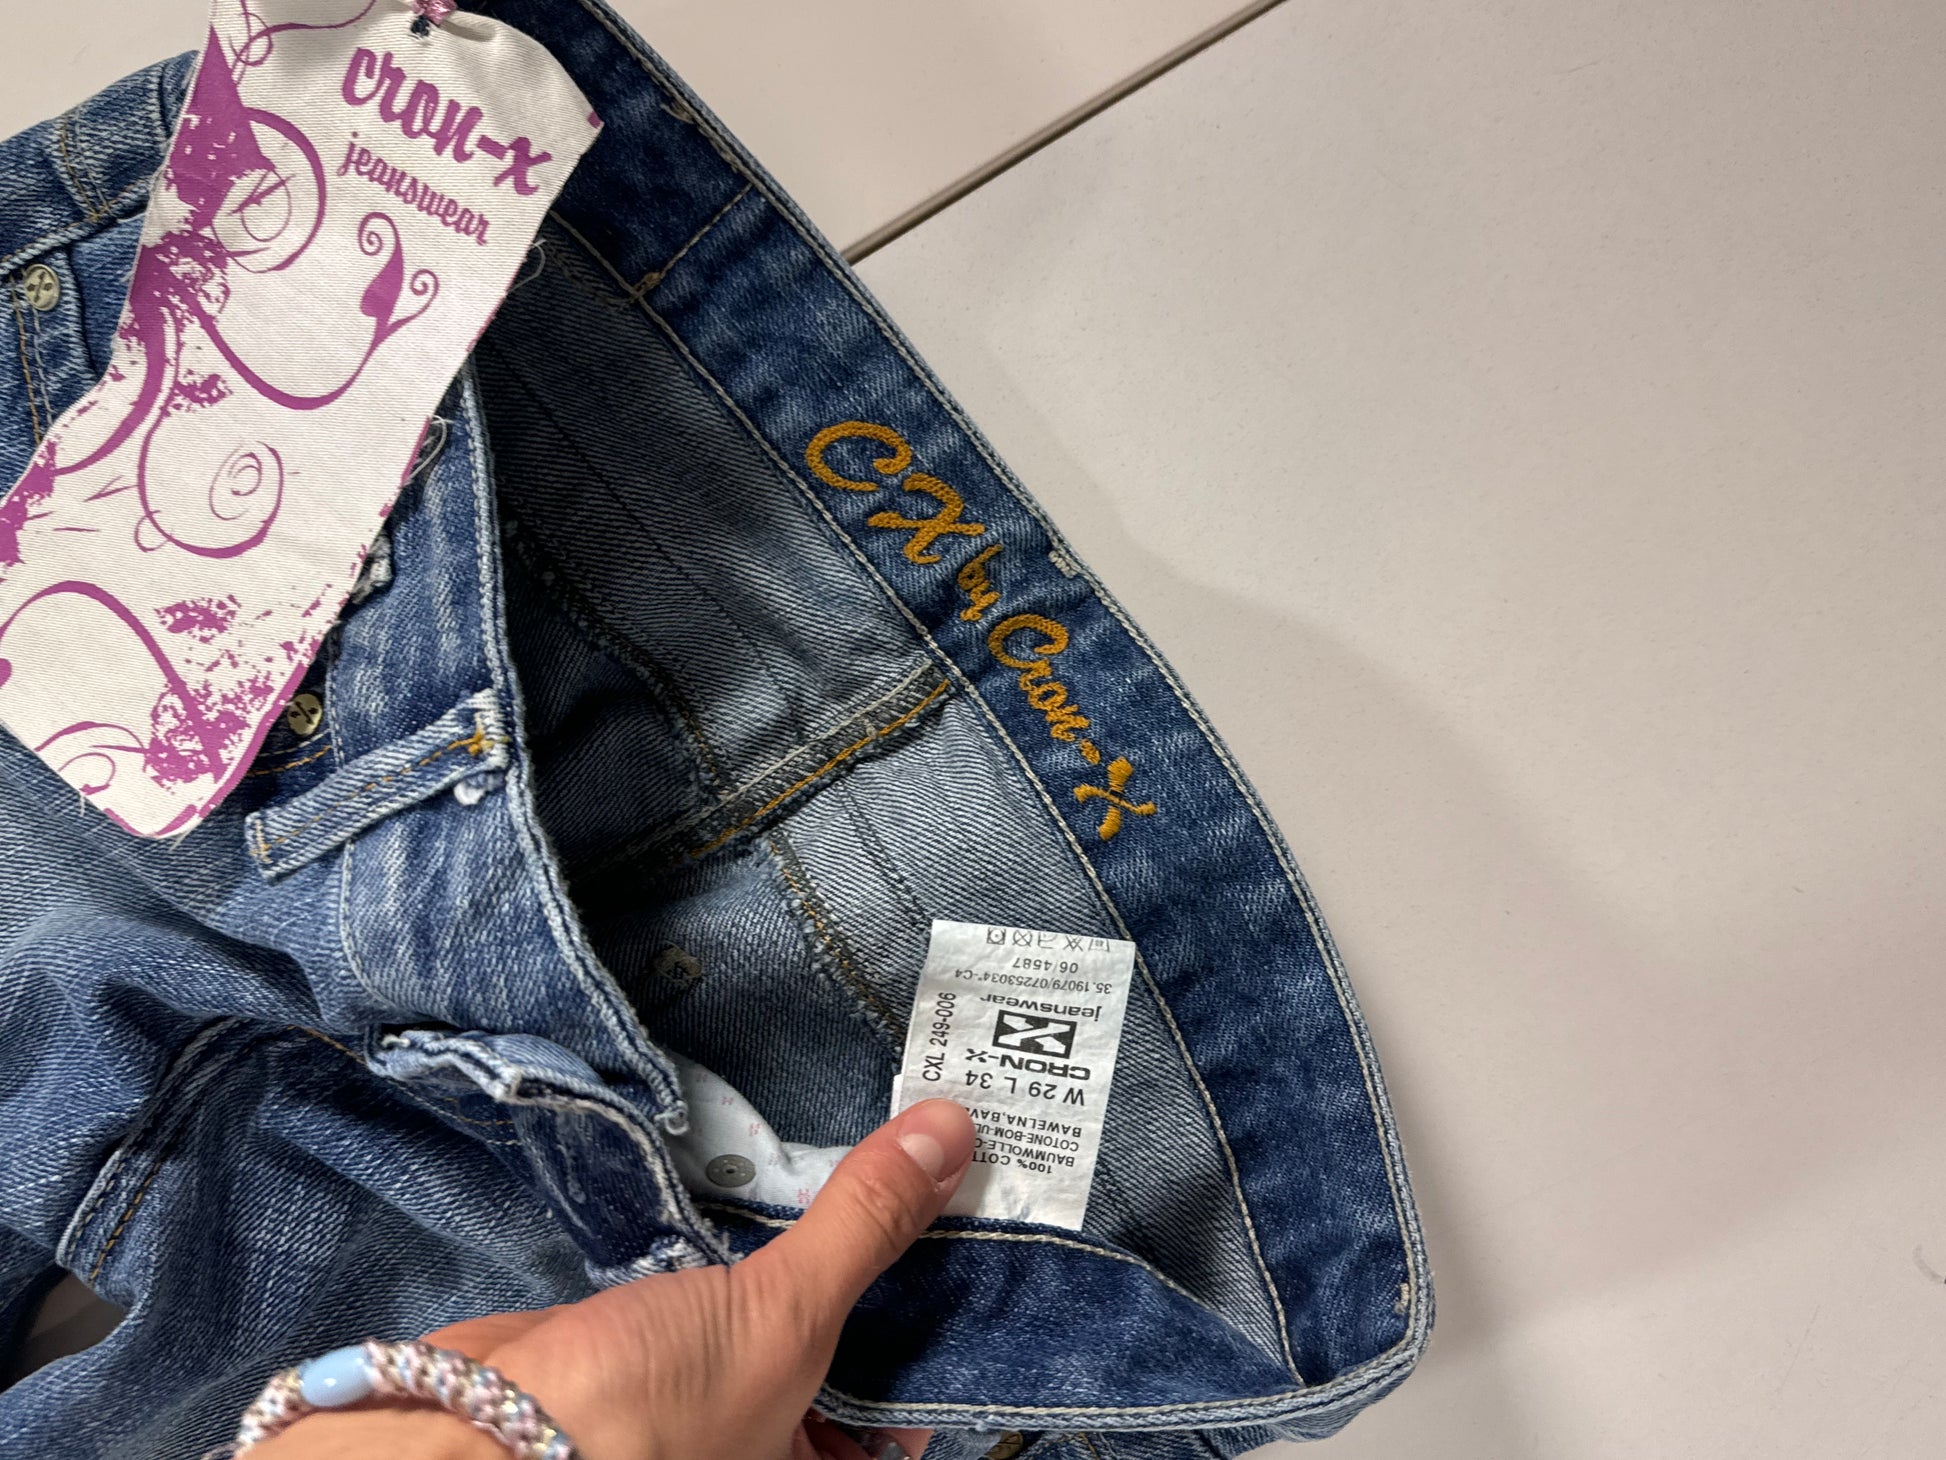 cron-x
jeanswear
CX by Cron-X
100% COTT
BAUMWOLLE-C
COTONE-BOM-UL
BAWELNA,BAV
W 29 L 34
CRON-X
jeanswear
35.19079/07253034-C4
06/4587
CXL 249-006